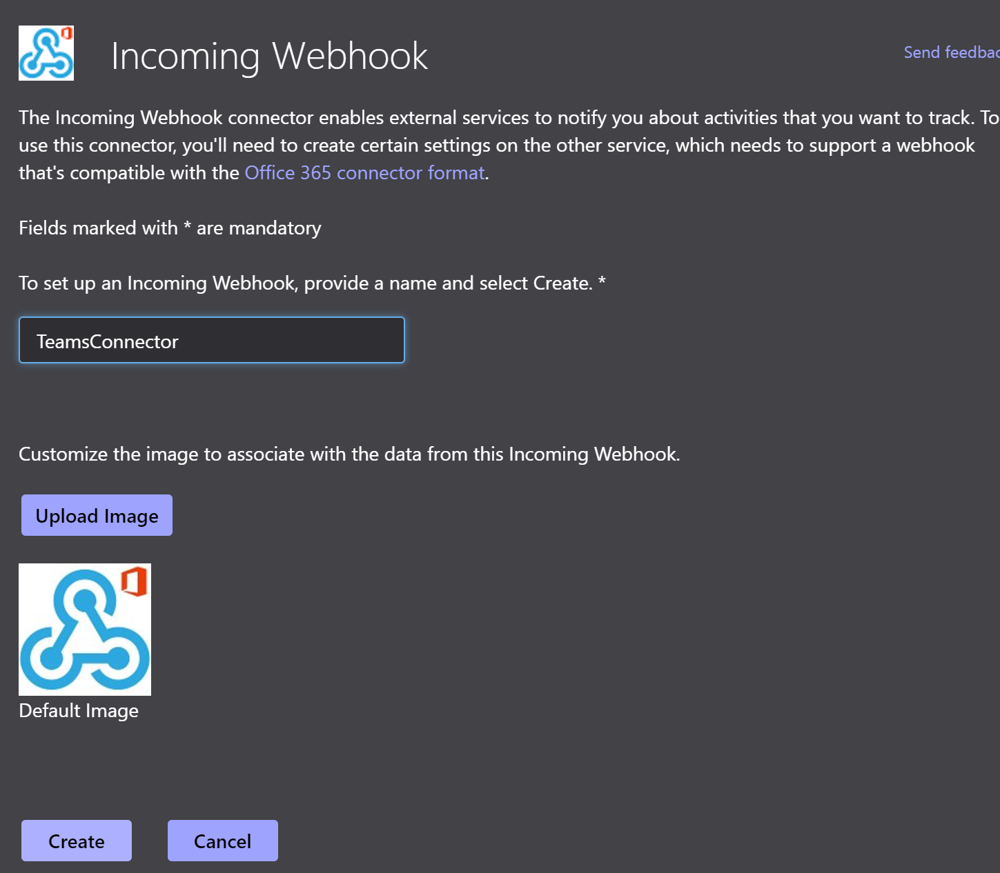 Incoming Webhook
Send feedbac
The Incoming Webhook connector enables external services to notify you about activities that you want to track. To
use this connector, you'll need to create certain settings on the other service, which needs to support a webhook
that's compatible with the Office 365 connector format.
Fields marked with * are mandatory
To set up an Incoming Webhook, provide a name and select Create. *
TeamsConnector
Customize the image to associate with the data from this Incoming Webhook.
Upload Image
Default Image
Create
Cancel